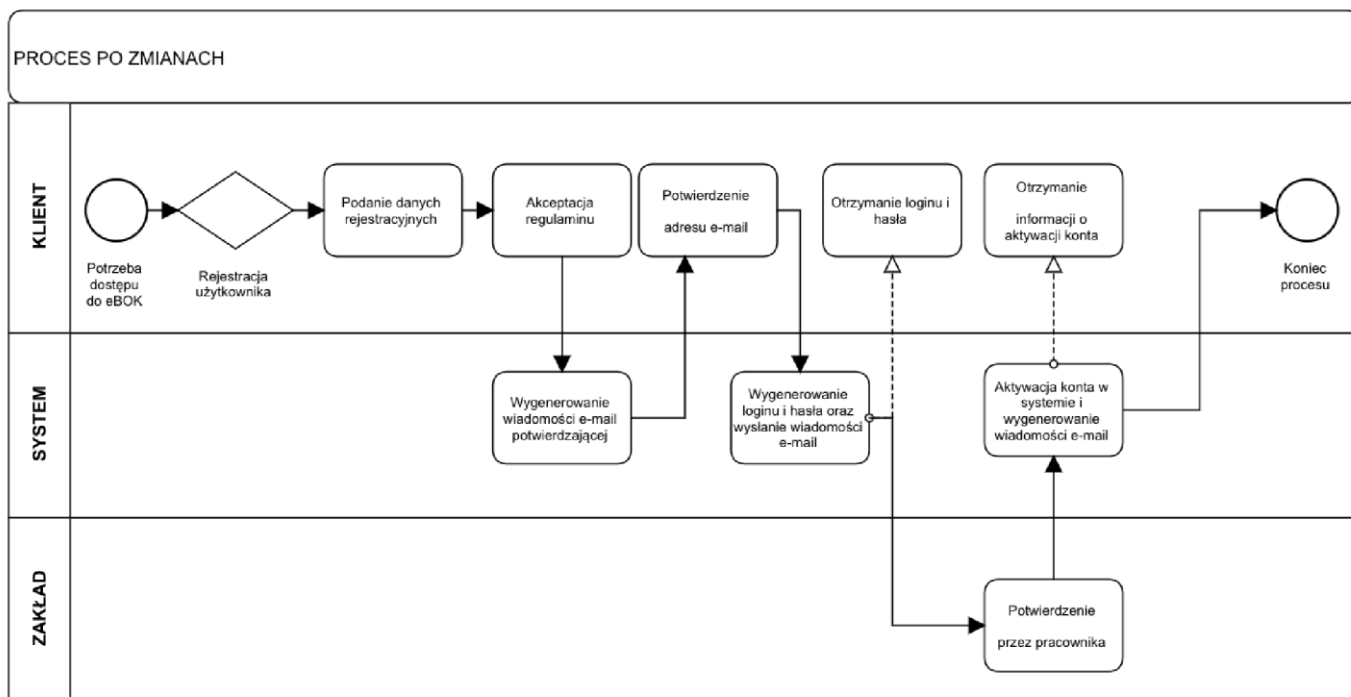 PROCES PO ZMIANACH
KLIENT
Potrzeba
dostępu
do eBOK
Rejestracja
użytkownika
Podanie danych
rejestracyjnych
Akceptacja
regulaminu
Potwierdzenie
adresu e-mail
Otrzymanie loginu i
hasła
Otrzymanie
informacji o
aktywacji konta
Koniec
procesu
SYSTEM
Wygenerowanie
wiadomości e-mail
potwierdzającej
Wygenerowanie
loginu i hasła oraz
wysłanie wiadomości
e-mail
Aktywacja konta w
systemie i
wygenerowanie
wiadomości e-mail
ZAKŁAD
Potwierdzenie
przez pracownika